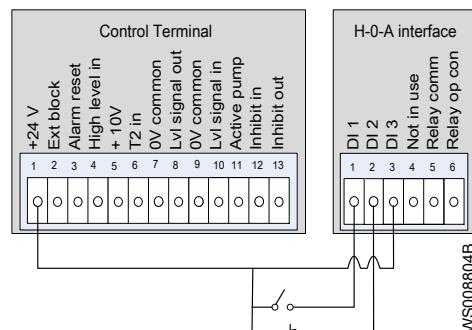 Control Terminal
H-0-A interface
+24 V
Ext block
Alarm reset
High level in
+ 10V
T2 in
0V common
Lvl signal out
0V common
Lvl signal in
Active pump
Inhibit in
Inhibit out
DI 1
DI 2
DI 3
Not in use
Relay comm
Relay op con
1 2 3 4 5 6 7 8 9 10 11 12 13
1 2 3 4 5 6
WS008804B